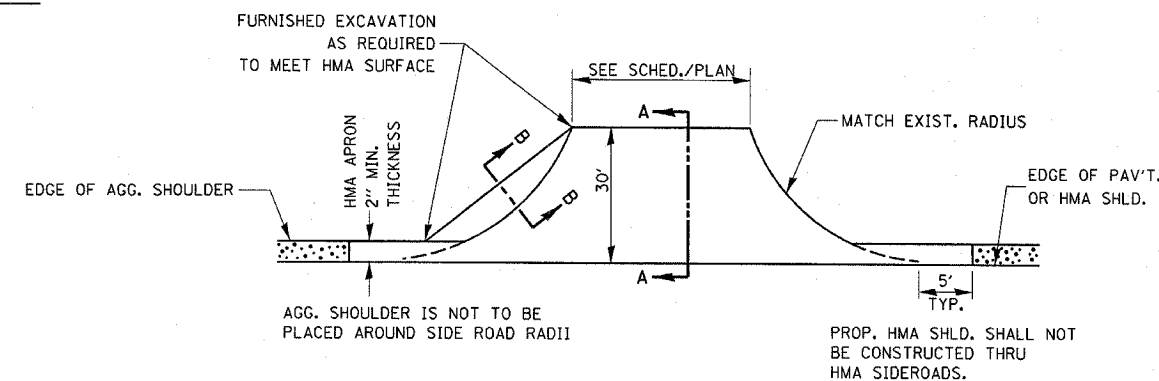 FURNISHED EXCAVATION
AS REQUIRED
TO MEET HMA SURFACE
SEE SCHED./PLAN
A
MATCH EXIST. RADIUS
B
HMA APRON
2" MIN.
THICKNESS
30'
EDGE OF AGG. SHOULDER
B
EDGE OF PAV'T.
OR HMA SHLD.
A
5'
TYP.
AGG. SHOULDER IS NOT TO BE
PLACED AROUND SIDE ROAD RADII
PROP. HMA SHLD. SHALL NOT
BE CONSTRUCTED THRU
HMA SIDEROADS.